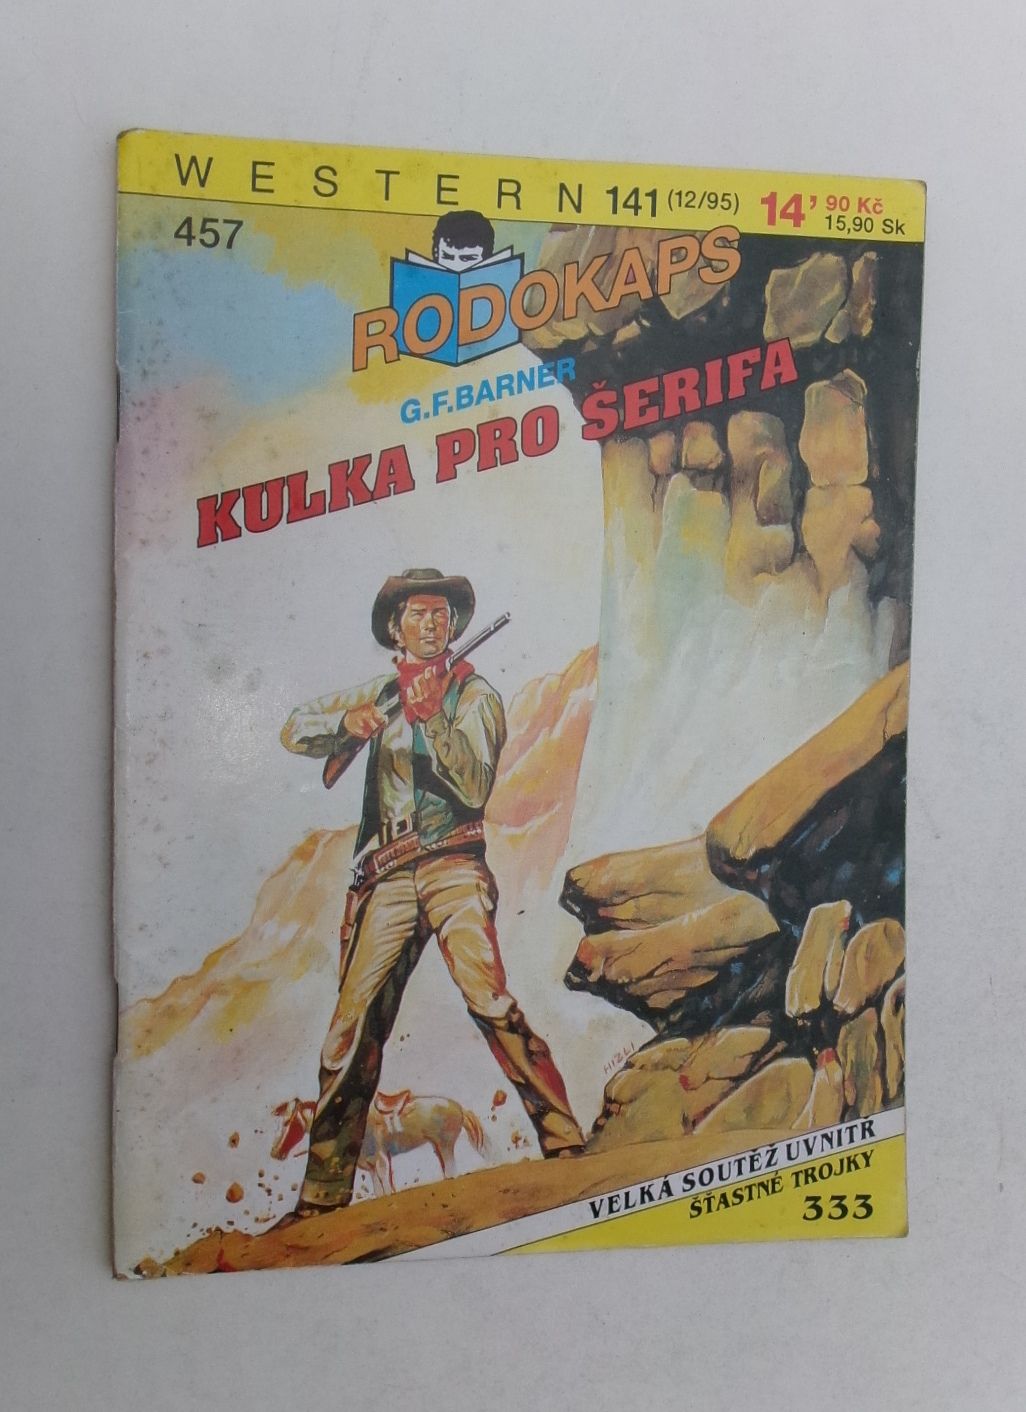 WESTERN 141 (12/95) 14’ 90 Kč
15,90 Sk
457
RODOKAPS
G.F.BARNER
KULKA PRO ŠERIFA
HIZLI
VELKÁ SOUTĚŽ UVNITŘ
ŠŤASTNÉ TROJKY
333